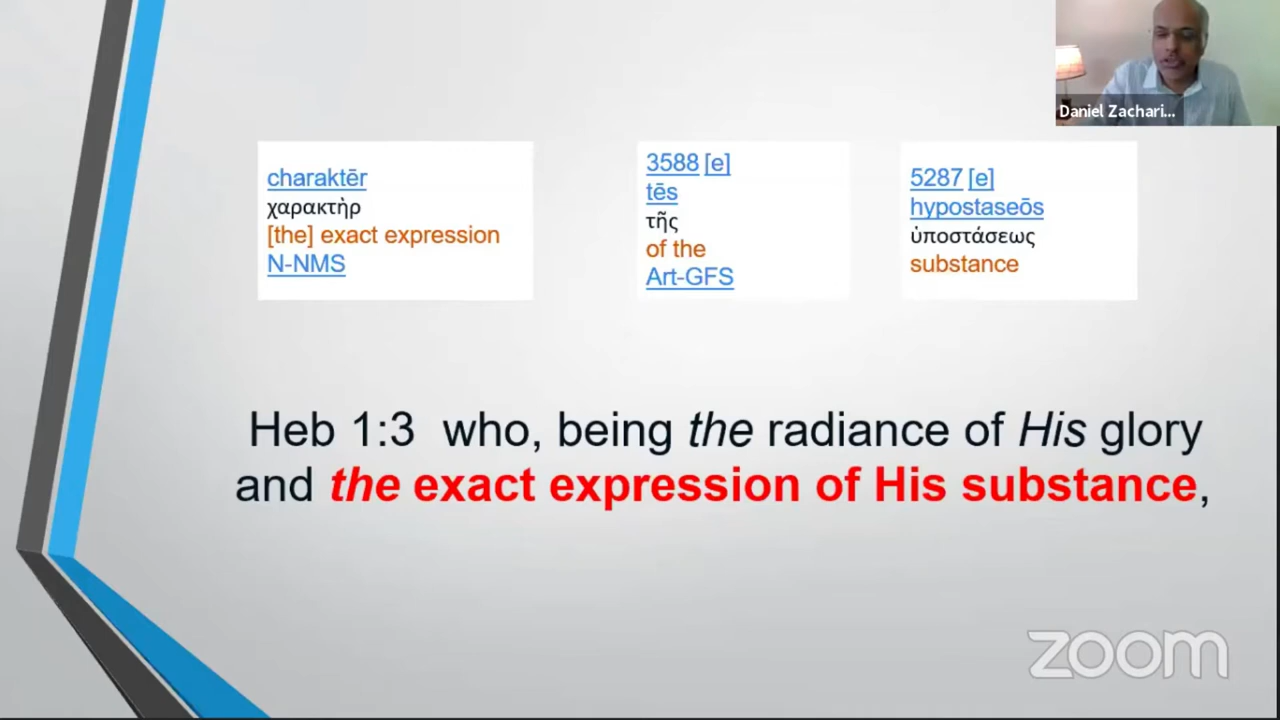 Daniel Zachari...
charaktēr
χαρακτὴρ
[the] exact expression
N-NMS
3588 [e]
tēs
τῆς
of the
Art-GFS
5287 [e]
hypostaseōs
ὑποστάσεως
substance
Heb 1:3 who, being the radiance of His glory
and the exact expression of His substance,
zoom